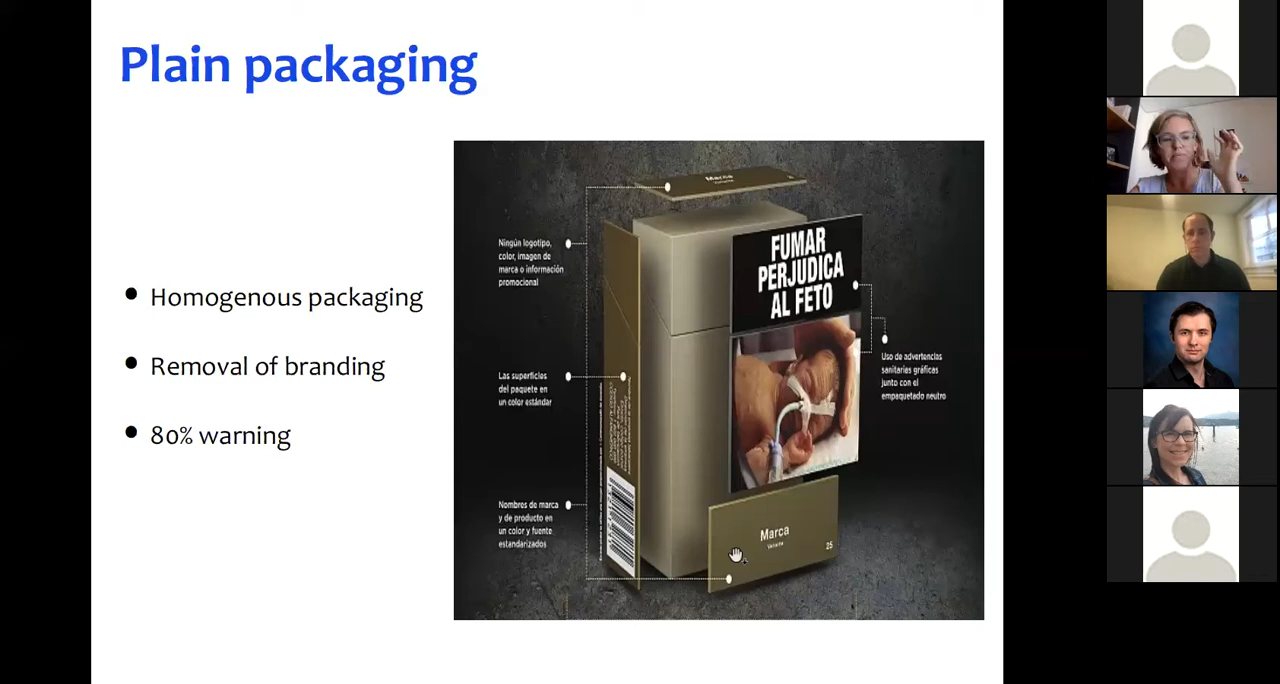 Plain packaging
Homogenous packaging
Removal of branding
80% warning
Marca
Ningún logotipo,
color, imagen de
marca o información
promocional
FUMAR
PERJUDICA
AL FETO
Las superficies
del paquete en
un color estándar
Uso de advertencias
sanitarias gráficas
junto con el
empaquetado neutro
Nombres de marca
y de producto en
un color y fuente
estandarizados
Marca
25